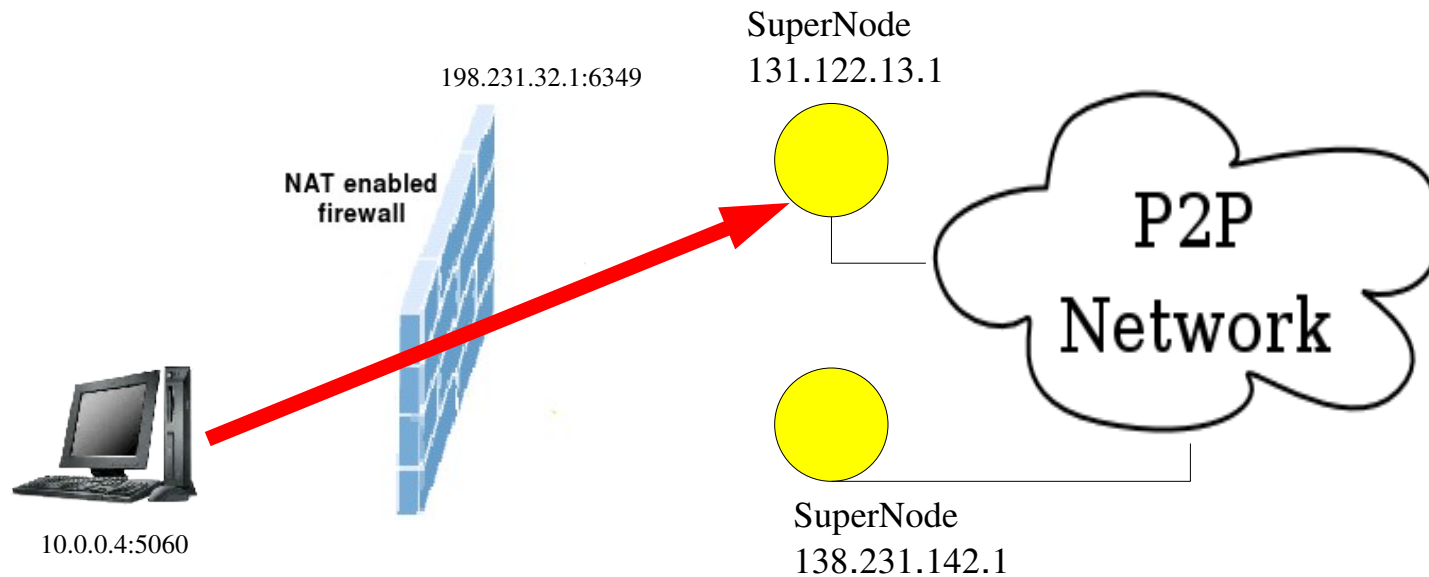 SuperNode
131.122.13.1
198.231.32.1:6349
NAT enabled
firewall
P2P
Network
SuperNode
138.231.142.1
10.0.0.4:5060